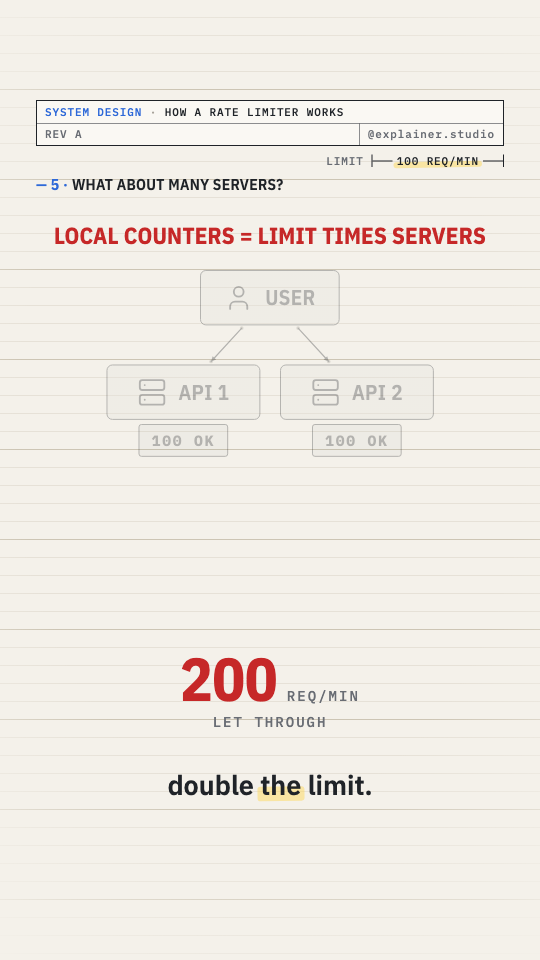 SYSTEM DESIGN · HOW A RATE LIMITER WORKS
REV A @explainer.studio
LIMIT 100 REQ/MIN
— 5 · WHAT ABOUT MANY SERVERS?
LOCAL COUNTERS = LIMIT TIMES SERVERS
USER
API 1 API 2
100 OK 100 OK
200 REQ/MIN
LET THROUGH
double the limit.